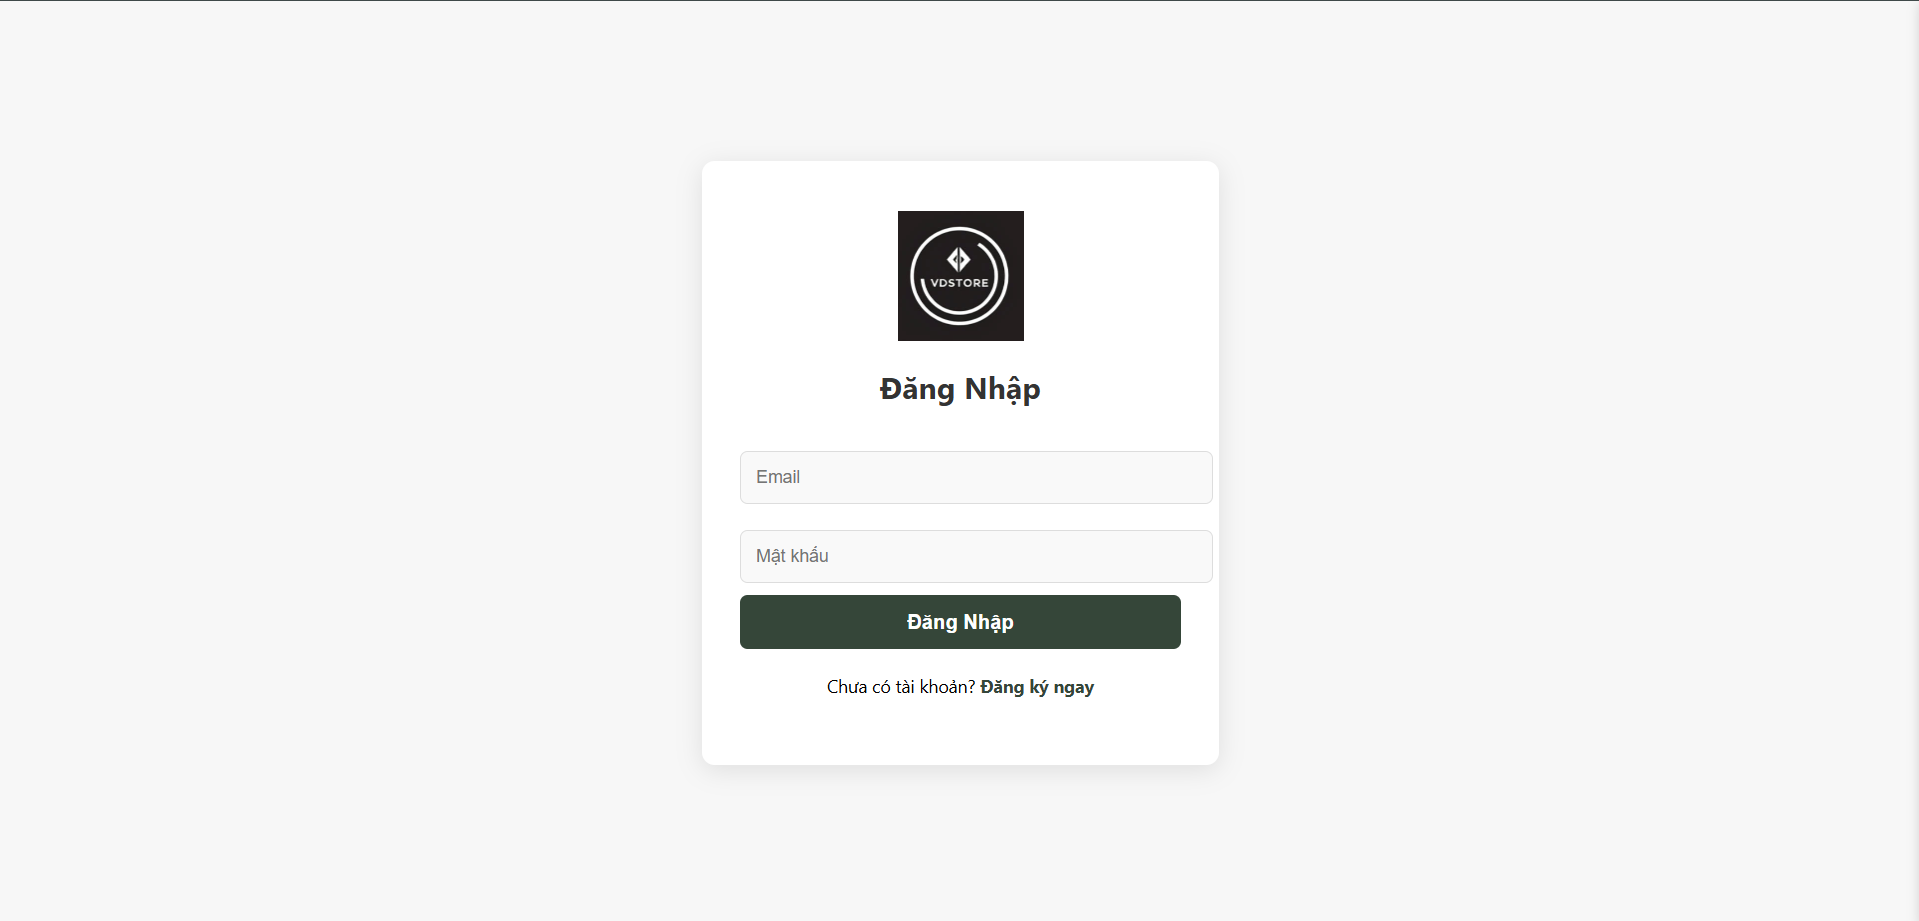 VDSTORE
Đăng Nhập
Email
Mật khẩu
Đăng Nhập
Chưa có tài khoản? Đăng ký ngay